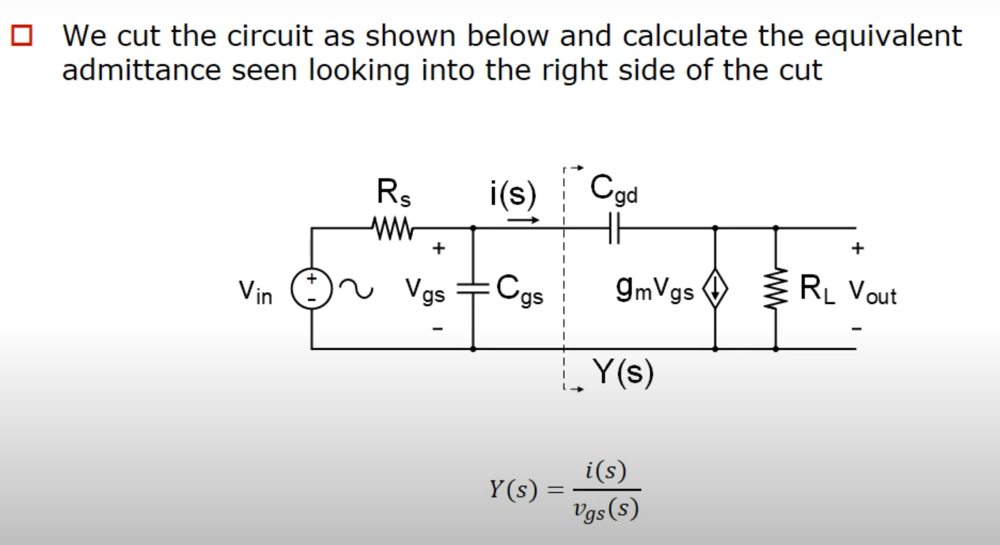 We cut the circuit as shown below and calculate the equivalent
admittance seen looking into the right side of the cut
Rs i(s) Cgd
+ +
Vin + - Vgs Cgs gmVgs RL Vout
- -
Y(s)
Y(s) = i(s) / vgs(s)